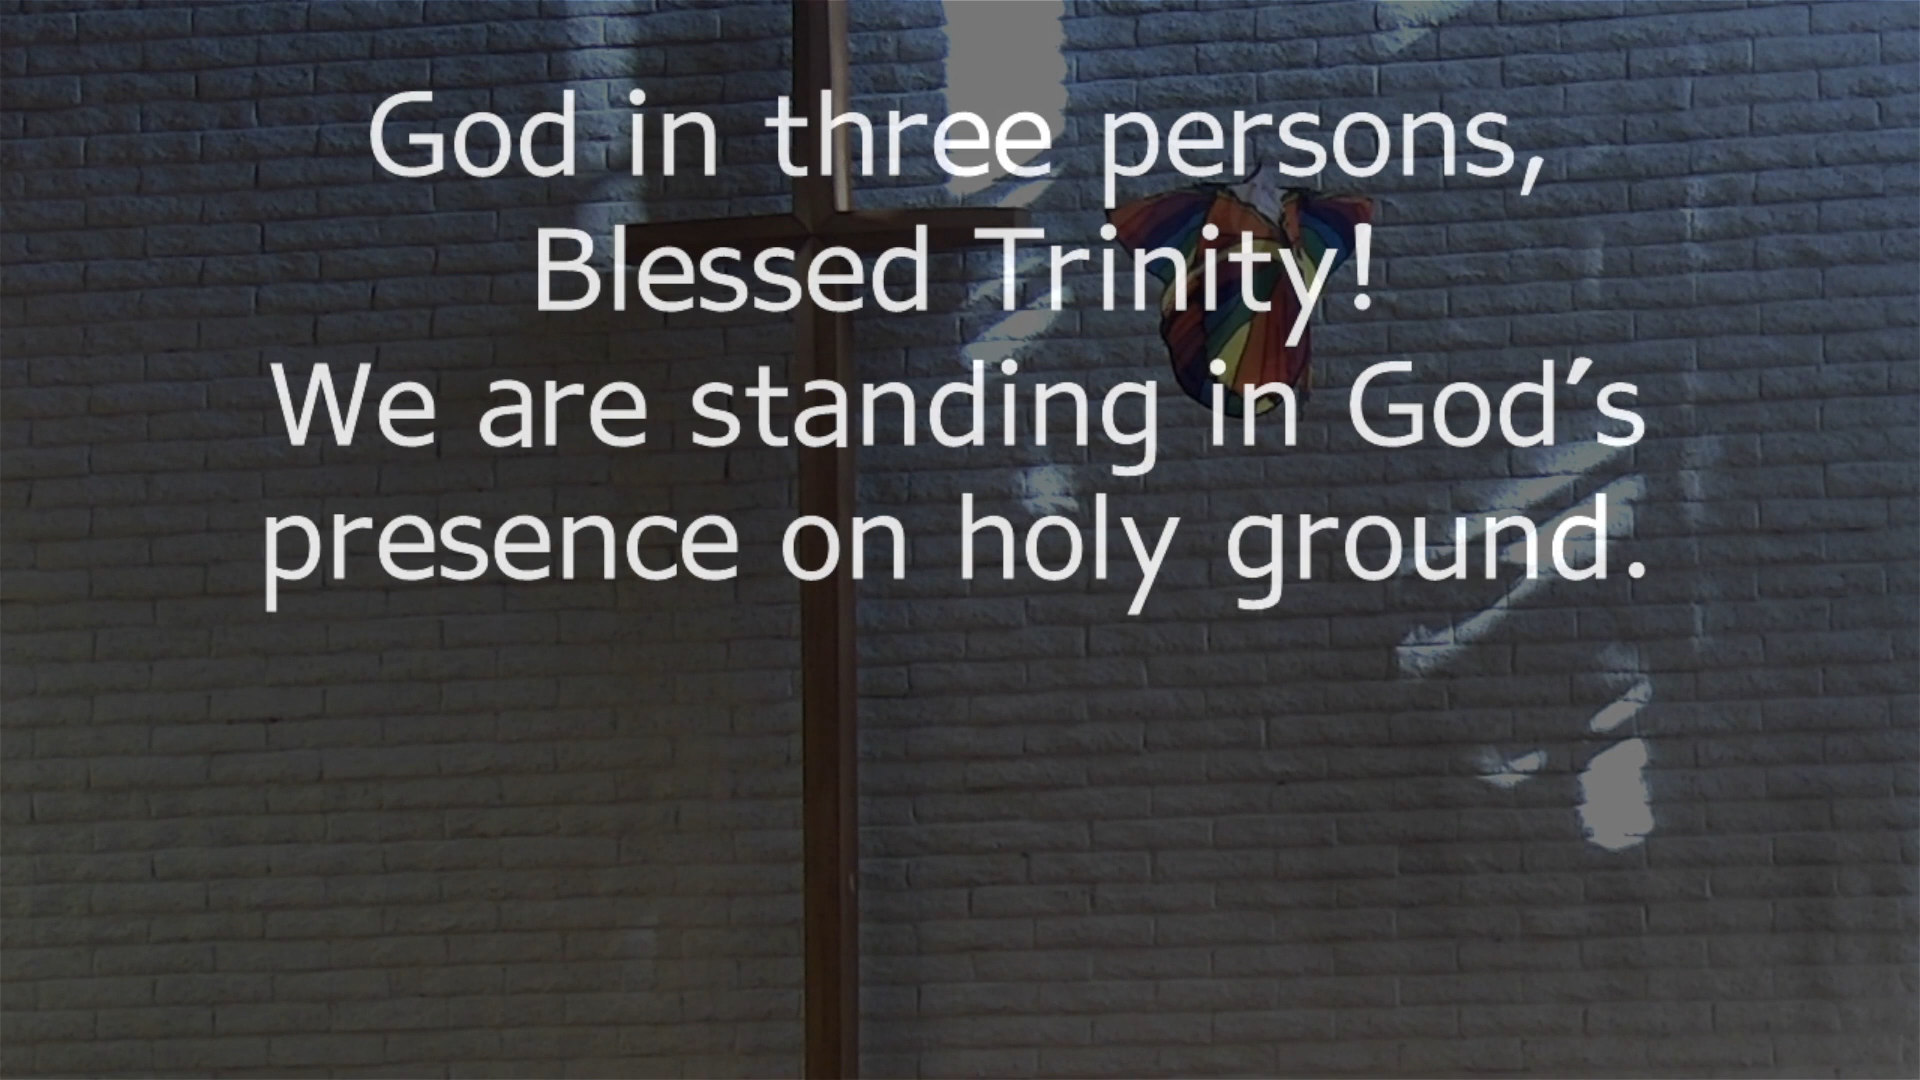 God in three persons,
Blessed Trinity!
We are standing in God’s
presence on holy ground.